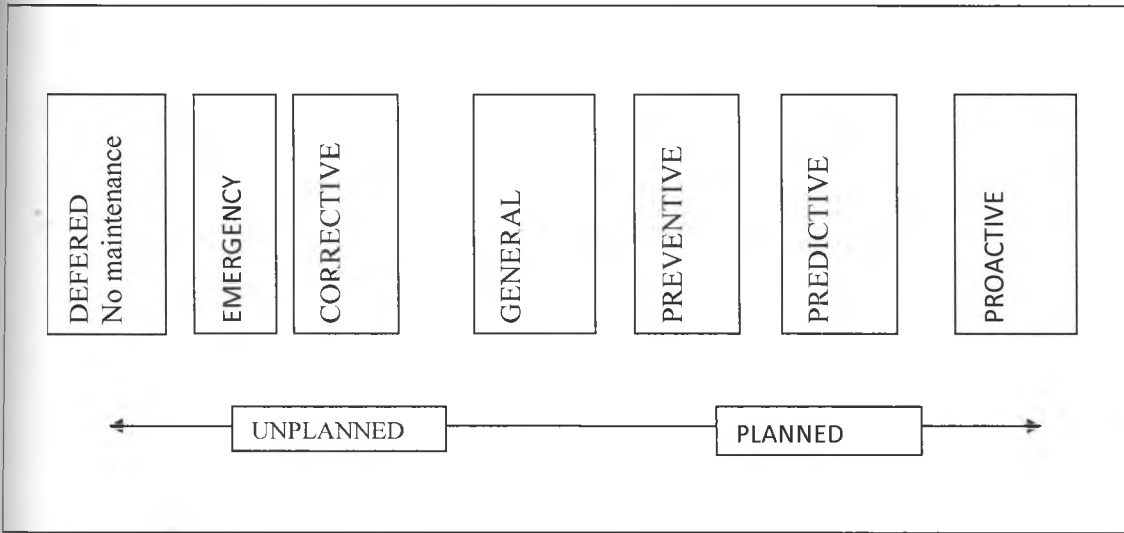 DEFERED
No maintenance
EMERGENCY
CORRECTIVE
GENERAL
PREVENTIVE
PREDICTIVE
PROACTIVE
UNPLANNED
PLANNED